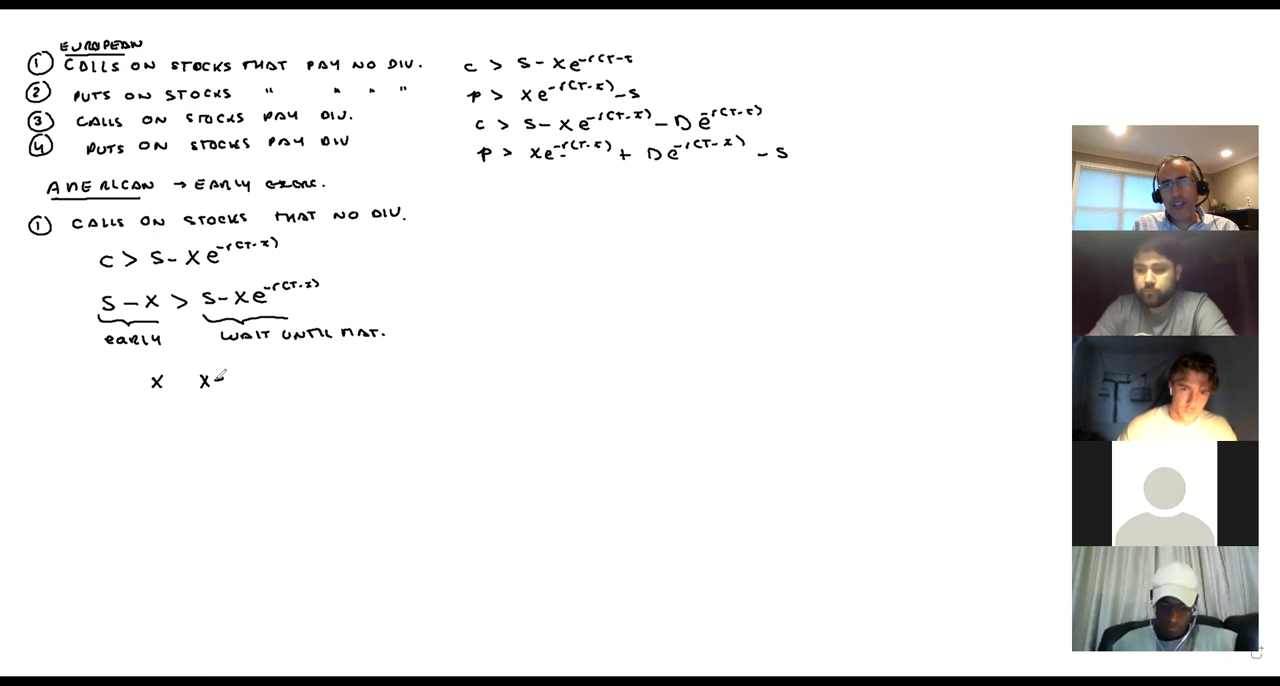 EUROPEAN
① CALLS ON STOCKS THAT PAY NO DIV. c > S - Xe^-r(T-t
② PUTS ON STOCKS " " " " p > Xe^-r(T-t) - S
③ CALLS ON STOCKS PAY DIV. c > S - Xe^-r(T-t) - De^-r(T-t)
④ PUTS ON STOCKS PAY DIV p > Xe^-r(T-t) + De^-r(T-t) - S
AMERICAN → EARLY
① CALLS ON STOCKS THAT NO DIV.
c > S - Xe^-r(T-t)
S - X > S - Xe^-r(T-t)
early WAIT UNTIL MAT.
X X